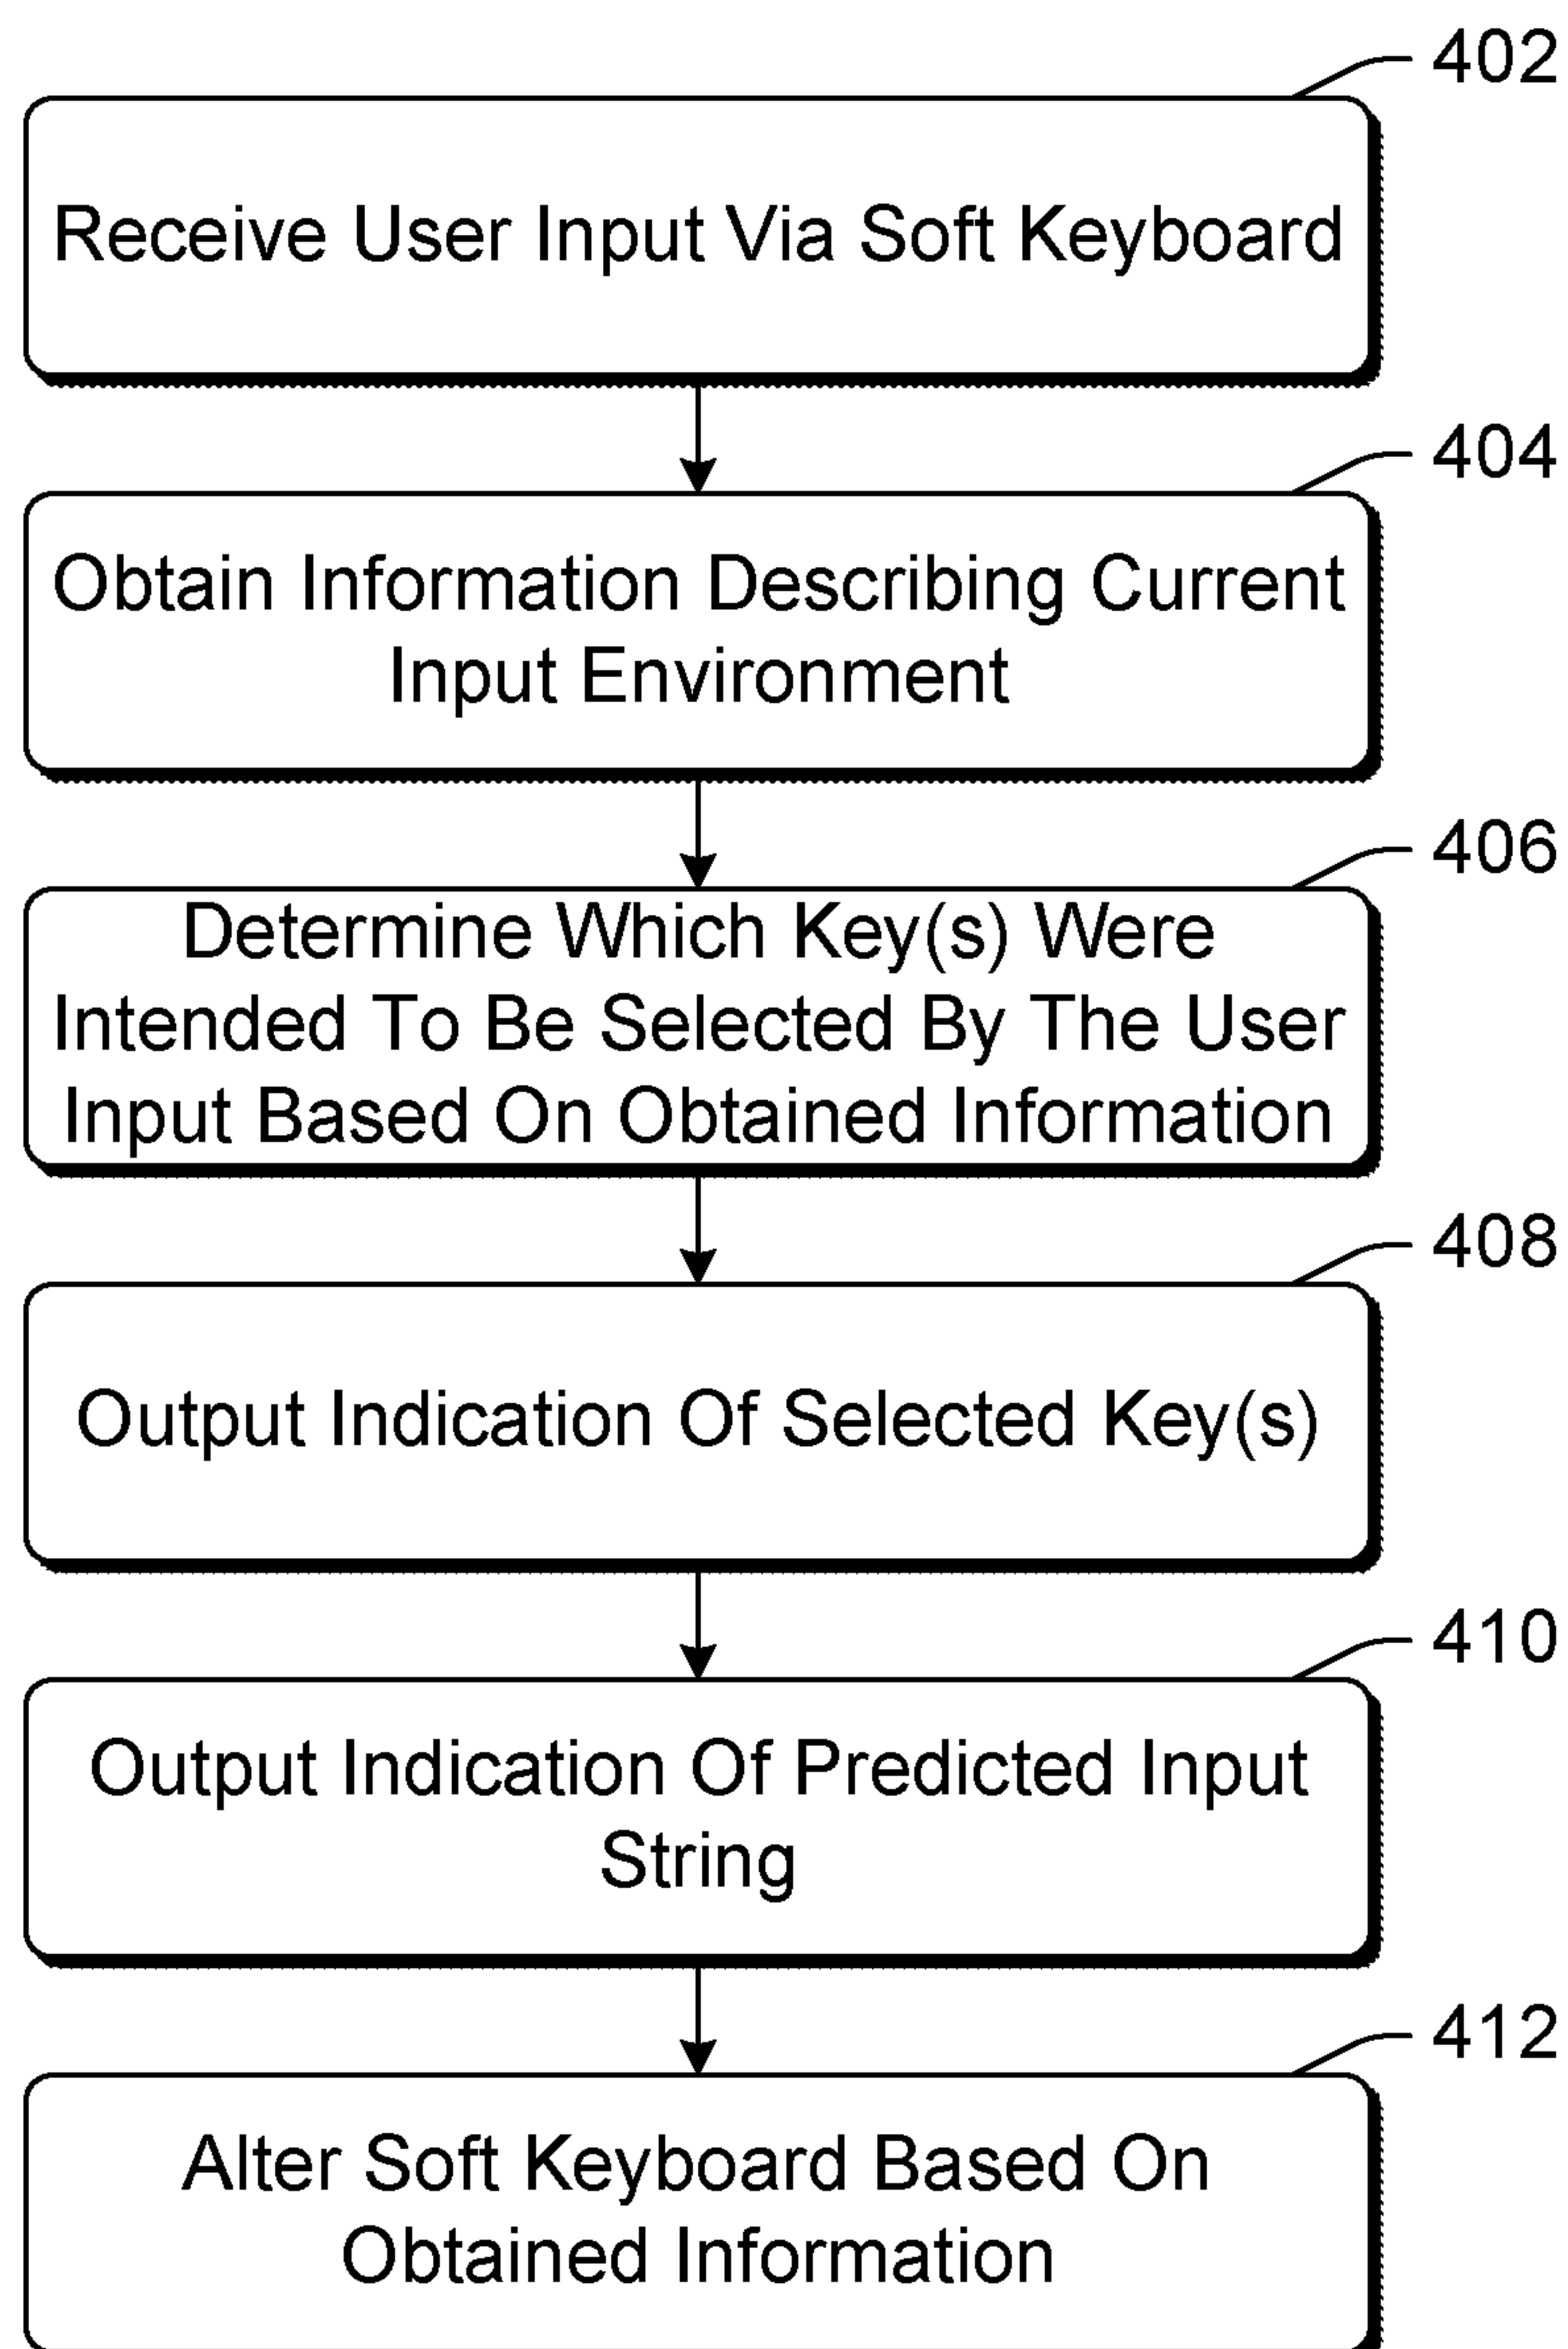 402
Receive User Input Via Soft Keyboard
404
Obtain Information Describing Current
Input Environment
406
Determine Which Key(s) Were
Intended To Be Selected By The User
Input Based On Obtained Information
408
Output Indication Of Selected Key(s)
410
Output Indication Of Predicted Input
String
412
Alter Soft Keyboard Based On
Obtained Information